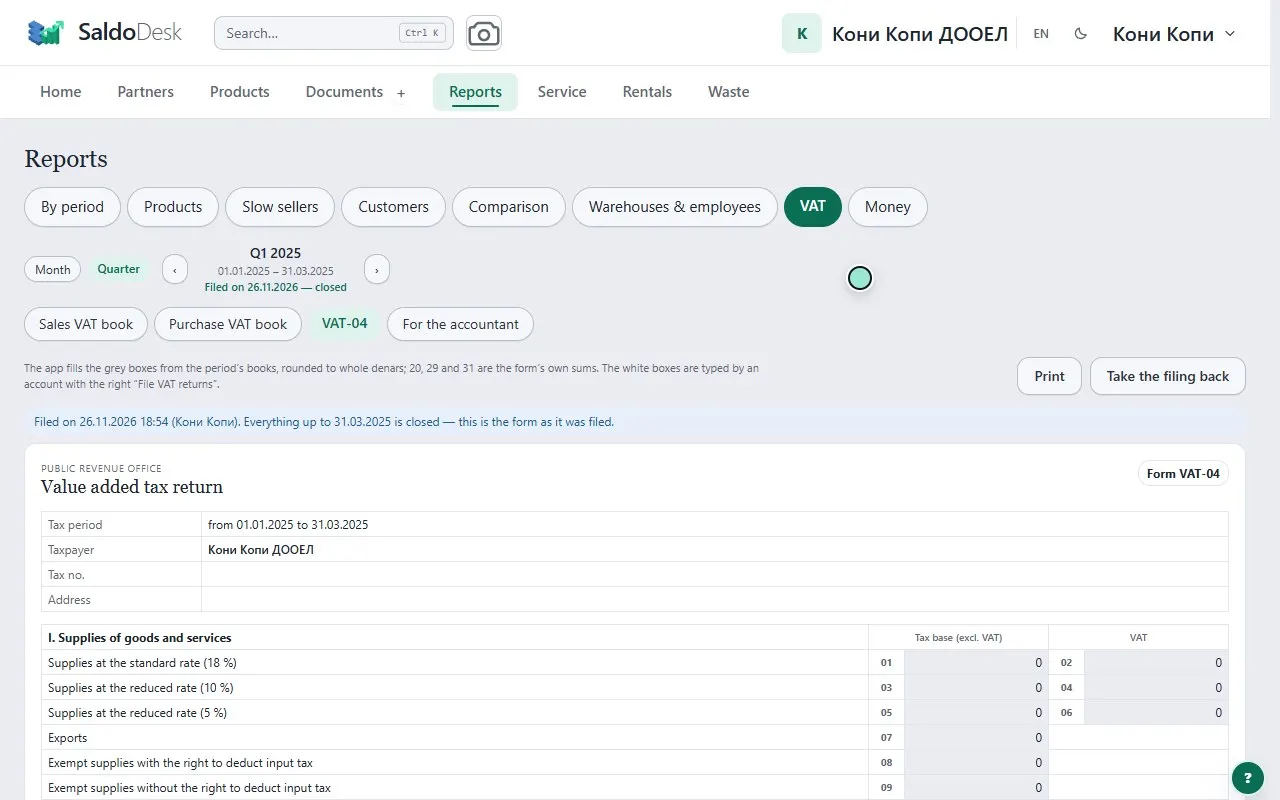 SaldoDesk
Search...
Ctrl K
K
Кони Копи ДООЕЛ
EN
Кони Копи
Home
Partners
Products
Documents
+
Reports
Service
Rentals
Waste
Reports
By period
Products
Slow sellers
Customers
Comparison
Warehouses & employees
VAT
Money
Month
Quarter
‹
Q1 2025
01.01.2025 – 31.03.2025
Filed on 26.11.2026 — closed
›
Sales VAT book
Purchase VAT book
VAT-04
For the accountant
The app fills the grey boxes from the period's books, rounded to whole denars; 20, 29 and 31 are the form's own sums. The white boxes are typed by an
account with the right “File VAT returns”.
Print
Take the filing back
Filed on 26.11.2026 18:54 (Кони Копи). Everything up to 31.03.2025 is closed — this is the form as it was filed.
PUBLIC REVENUE OFFICE
Value added tax return
Form VAT-04
Tax period from 01.01.2025 to 31.03.2025
Taxpayer Кони Копи ДООЕЛ
Tax no.
Address
I. Supplies of goods and services Tax base (excl. VAT) VAT
Supplies at the standard rate (18 %) 01 0 02 0
Supplies at the reduced rate (10 %) 03 0 04 0
Supplies at the reduced rate (5 %) 05 0 06 0
Exports 07 0
Exempt supplies with the right to deduct input tax 08 0
Exempt supplies without the right to deduct input tax 09 0
?